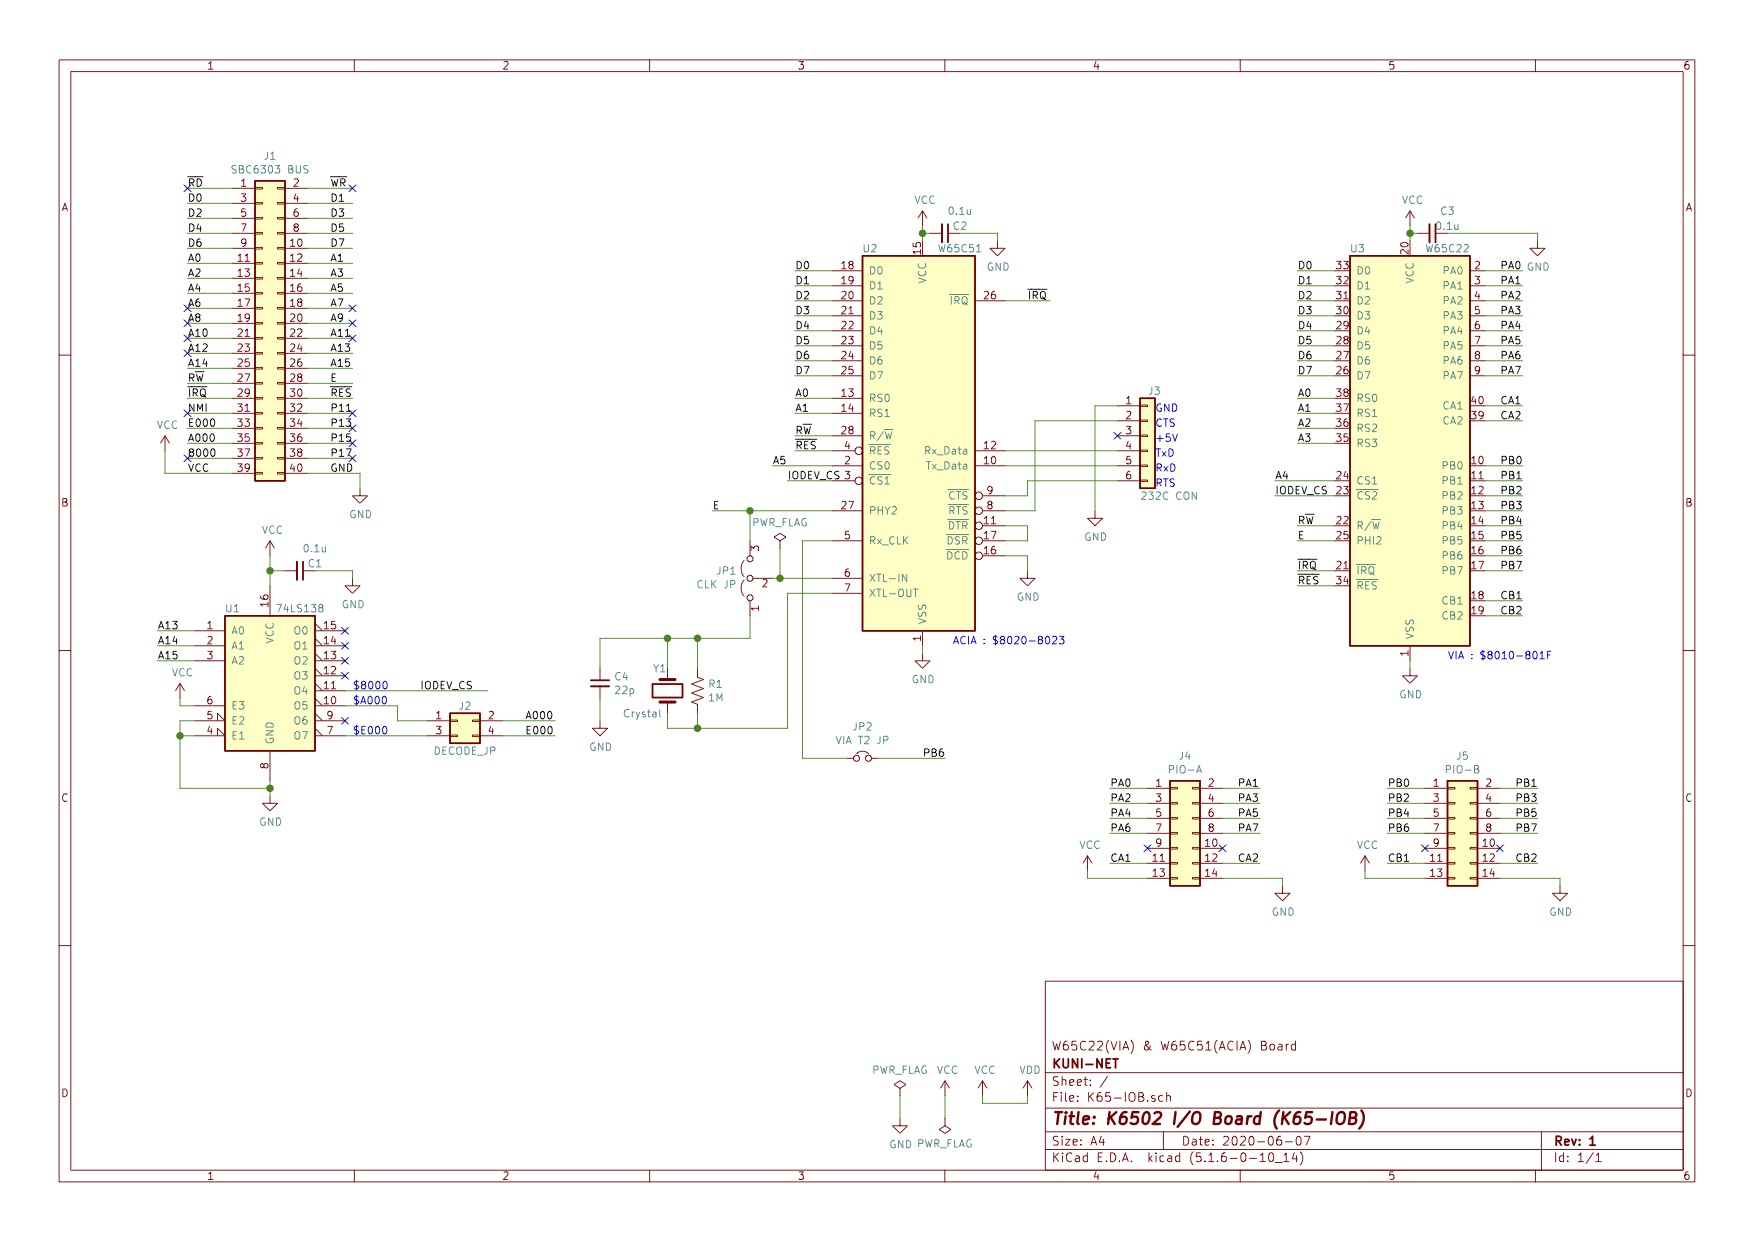 1 2 3 4 5 6
J1
SBC6303 BUS
RD 1 2 WR
D0 3 4 D1
D2 5 6 D3
D4 7 8 D5
D6 9 10 D7
A0 11 12 A1
A2 13 14 A3
A4 15 16 A5
A6 17 18 A7
A8 19 20 A9
A10 21 22 A11
A12 23 24 A13
A14 25 26 A15
RW 27 28 E
IRQ 29 30 RES
NMI 31 32 P11
E000 33 34 P13
A000 35 36 P15
8000 37 38 P17
VCC 39 40 GND
VCC
GND
VCC
0.1u
C1
GND
16
U1 74LS138
VCC
A13 1 A0 O0 15
A14 2 A1 O1 14
A15 3 A2 O2 13
O3 12
VCC
O4 11 $8000 IODEV_CS
6 E3 O5 10 $A000
5 E2 O6 9
4 E1 O7 7 $E000
GND
8
GND
J2
1 2 A000
3 4 E000
DECODE_JP
VCC
0.1u
C2
GND
15
U2 W65C51
VCC
D0 18 D0
D1 19 D1
D2 20 D2 IRQ 26 IRQ
D3 21 D3
D4 22 D4
D5 23 D5
D6 24 D6
D7 25 D7
A0 13 RS0
A1 14 RS1
RW 28 R/W
RES 4 RES Rx_Data 12
A5 2 CS0 Tx_Data 10
IODEV_CS 3 CS1
CTS 9
E 27 PHY2 RTS 8
DTR 11
5 Rx_CLK DSR 17
DCD 16
6 XTL-IN
7 XTL-OUT
VSS
1
GND
GND
ACIA : $8020-8023
PWR_FLAG
JP1
CLK JP
3
2
1
C4
22p
GND
Y1
Crystal
R1
1M
JP2
VIA T2 JP
PB6
J3
1 GND
2 CTS
3 +5V
4 TxD
5 RxD
6 RTS
232C CON
GND
VCC
C3
0.1u
GND
20
U3 W65C22
VCC
D0 33 D0 PA0 2 PA0
D1 32 D1 PA1 3 PA1
D2 31 D2 PA2 4 PA2
D3 30 D3 PA3 5 PA3
D4 29 D4 PA4 6 PA4
D5 28 D5 PA5 7 PA5
D6 27 D6 PA6 8 PA6
D7 26 D7 PA7 9 PA7
A0 38 RS0 CA1 40 CA1
A1 37 RS1 CA2 39 CA2
A2 36 RS2
A3 35 RS3
PB0 10 PB0
A4 24 CS1 PB1 11 PB1
IODEV_CS 23 CS2 PB2 12 PB2
PB3 13 PB3
RW 22 R/W PB4 14 PB4
E 25 PHI2 PB5 15 PB5
PB6 16 PB6
IRQ 21 IRQ PB7 17 PB7
RES 34 RES
CB1 18 CB1
CB2 19 CB2
VSS
1
GND
VIA : $8010-801F
J4
PIO-A
PA0 1 2 PA1
PA2 3 4 PA3
PA4 5 6 PA5
PA6 7 8 PA7
9 10
CA1 11 12 CA2
13 14
VCC
GND
J5
PIO-B
PB0 1 2 PB1
PB2 3 4 PB3
PB4 5 6 PB5
PB6 7 8 PB7
9 10
CB1 11 12 CB2
13 14
VCC
GND
PWR_FLAG VCC VCC VDD
GND PWR_FLAG
W65C22(VIA) & W65C51(ACIA) Board
KUNI-NET
Sheet: /
File: K65-IOB.sch
Title: K6502 I/O Board (K65-IOB)
Size: A4 Date: 2020-06-07 Rev: 1
KiCad E.D.A. kicad (5.1.6-0-10_14) Id: 1/1
A A
B B
C C
D D
1 2 3 4 5 6